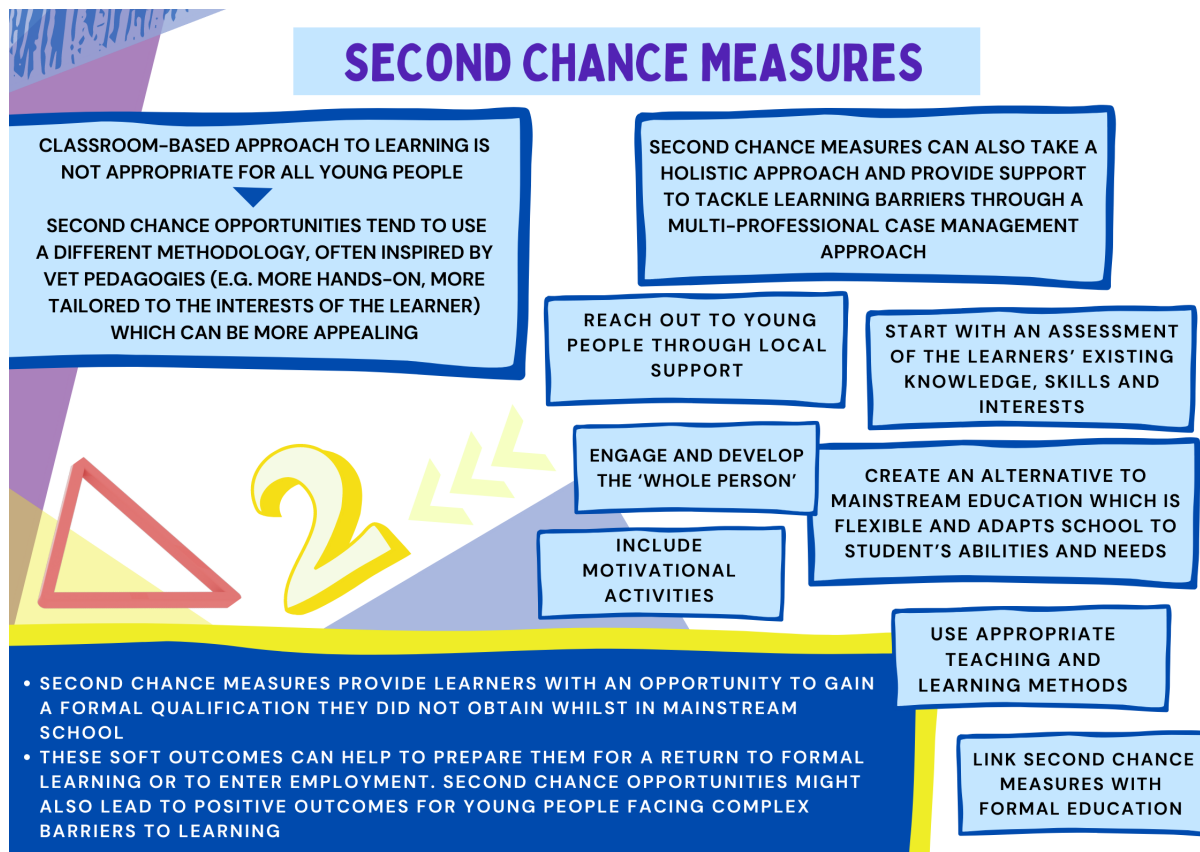 SECOND CHANCE MEASURES
CLASSROOM-BASED APPROACH TO LEARNING IS
NOT APPROPRIATE FOR ALL YOUNG PEOPLE
SECOND CHANCE OPPORTUNITIES TEND TO USE
A DIFFERENT METHODOLOGY, OFTEN INSPIRED BY
VET PEDAGOGIES (E.G. MORE HANDS-ON, MORE
TAILORED TO THE INTERESTS OF THE LEARNER)
WHICH CAN BE MORE APPEALING
SECOND CHANCE MEASURES CAN ALSO TAKE A
HOLISTIC APPROACH AND PROVIDE SUPPORT
TO TACKLE LEARNING BARRIERS THROUGH A
MULTI-PROFESSIONAL CASE MANAGEMENT
APPROACH
REACH OUT TO YOUNG
PEOPLE THROUGH LOCAL
SUPPORT
START WITH AN ASSESSMENT
OF THE LEARNERS' EXISTING
KNOWLEDGE, SKILLS AND
INTERESTS
ENGAGE AND DEVELOP
THE 'WHOLE PERSON'
CREATE AN ALTERNATIVE TO
MAINSTREAM EDUCATION WHICH IS
FLEXIBLE AND ADAPTS SCHOOL TO
STUDENT'S ABILITIES AND NEEDS
INCLUDE
MOTIVATIONAL
ACTIVITIES
2
USE APPROPRIATE
TEACHING AND
LEARNING METHODS
LINK SECOND CHANCE
MEASURES WITH
FORMAL EDUCATION
• SECOND CHANCE MEASURES PROVIDE LEARNERS WITH AN OPPORTUNITY TO GAIN
A FORMAL QUALIFICATION THEY DID NOT OBTAIN WHILST IN MAINSTREAM
SCHOOL
• THESE SOFT OUTCOMES CAN HELP TO PREPARE THEM FOR A RETURN TO FORMAL
LEARNING OR TO ENTER EMPLOYMENT. SECOND CHANCE OPPORTUNITIES MIGHT
ALSO LEAD TO POSITIVE OUTCOMES FOR YOUNG PEOPLE FACING COMPLEX
BARRIERS TO LEARNING